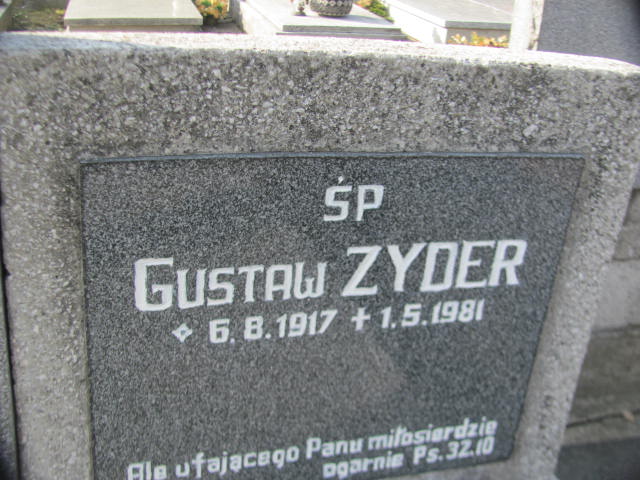 ŚP
GUSTAW ZYDER
6.8.1917 + 1.5.1981
Ale ufającego Panu miłosierdzie
ogarnie Ps.32.10